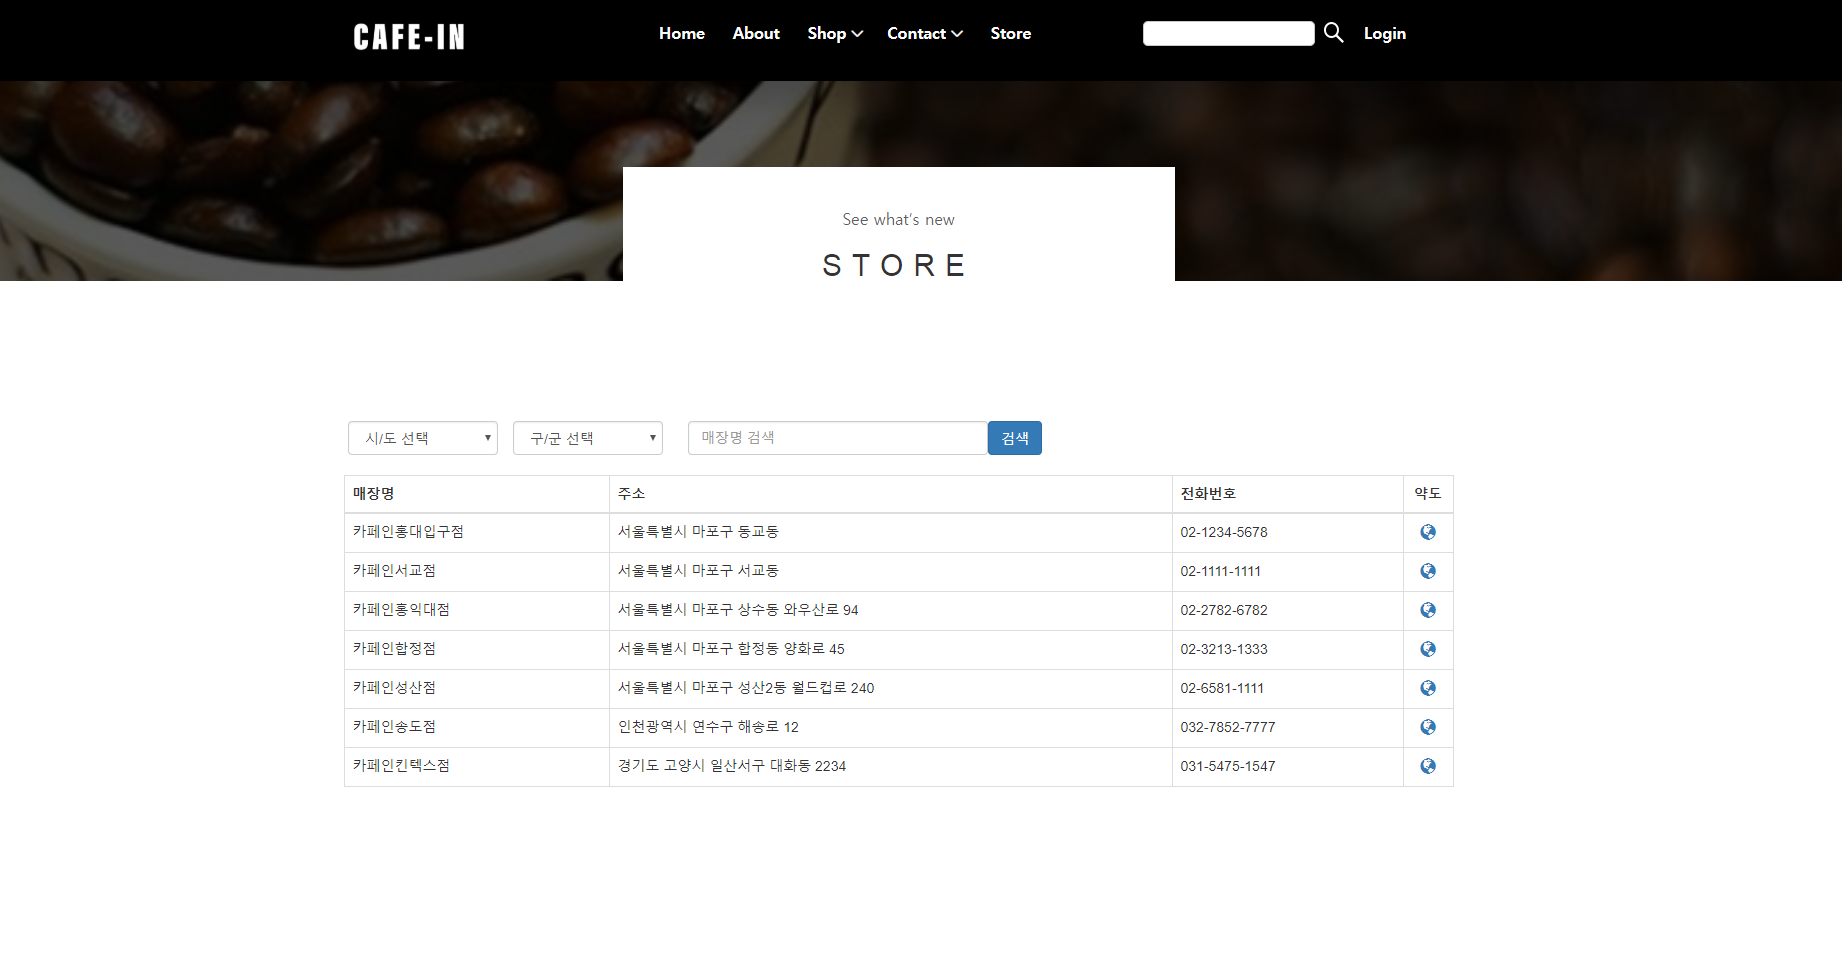 CAFE-IN Home About Shop Contact Store Login
See what's new
STORE
시/도 선택 구/군 선택 매장명 검색 검색
매장명 주소 전화번호 약도
카페인홍대입구점 서울특별시 마포구 동교동 02-1234-5678
카페인서교점 서울특별시 마포구 서교동 02-1111-1111
카페인홍익대점 서울특별시 마포구 상수동 와우산로 94 02-2782-6782
카페인합정점 서울특별시 마포구 합정동 양화로 45 02-3213-1333
카페인성산점 서울특별시 마포구 성산2동 월드컵로 240 02-6581-1111
카페인송도점 인천광역시 연수구 해송로 12 032-7852-7777
카페인킨텍스점 경기도 고양시 일산서구 대화동 2234 031-5475-1547